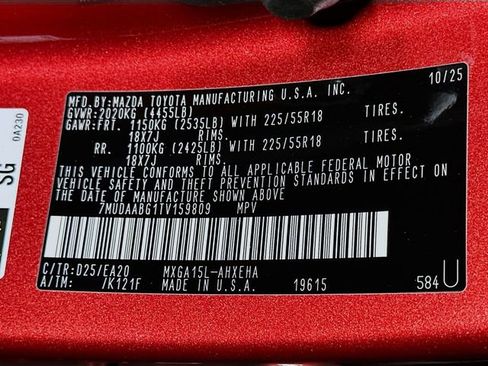 10/25
MFD.BY:MAZDA TOYOTA MANUFACTURING U.S.A. INC.
GVWR:2020KG (4455LB)
GAWR:FRT. 1150KG (2535LB) WITH 225/55R18 TIRES.
18X7J RIMS.
RR. 1100KG (2425LB) WITH 225/55R18 TIRES.
18X7J RIMS.
THIS VEHICLE CONFORMS TO ALL APPLICABLE FEDERAL MOTOR
VEHICLE SAFETY AND THEFT PREVENTION STANDARDS IN EFFECT
ON THE DATE OF MANUFACTURE SHOWN ABOVE
7MUDAABG1TV159809 MPV
C/TR:D25/EA20 MXGA15L-AHXEHA
A/TM: /K121F MADE IN U.S.A. 19615 584 U
0A230
SG